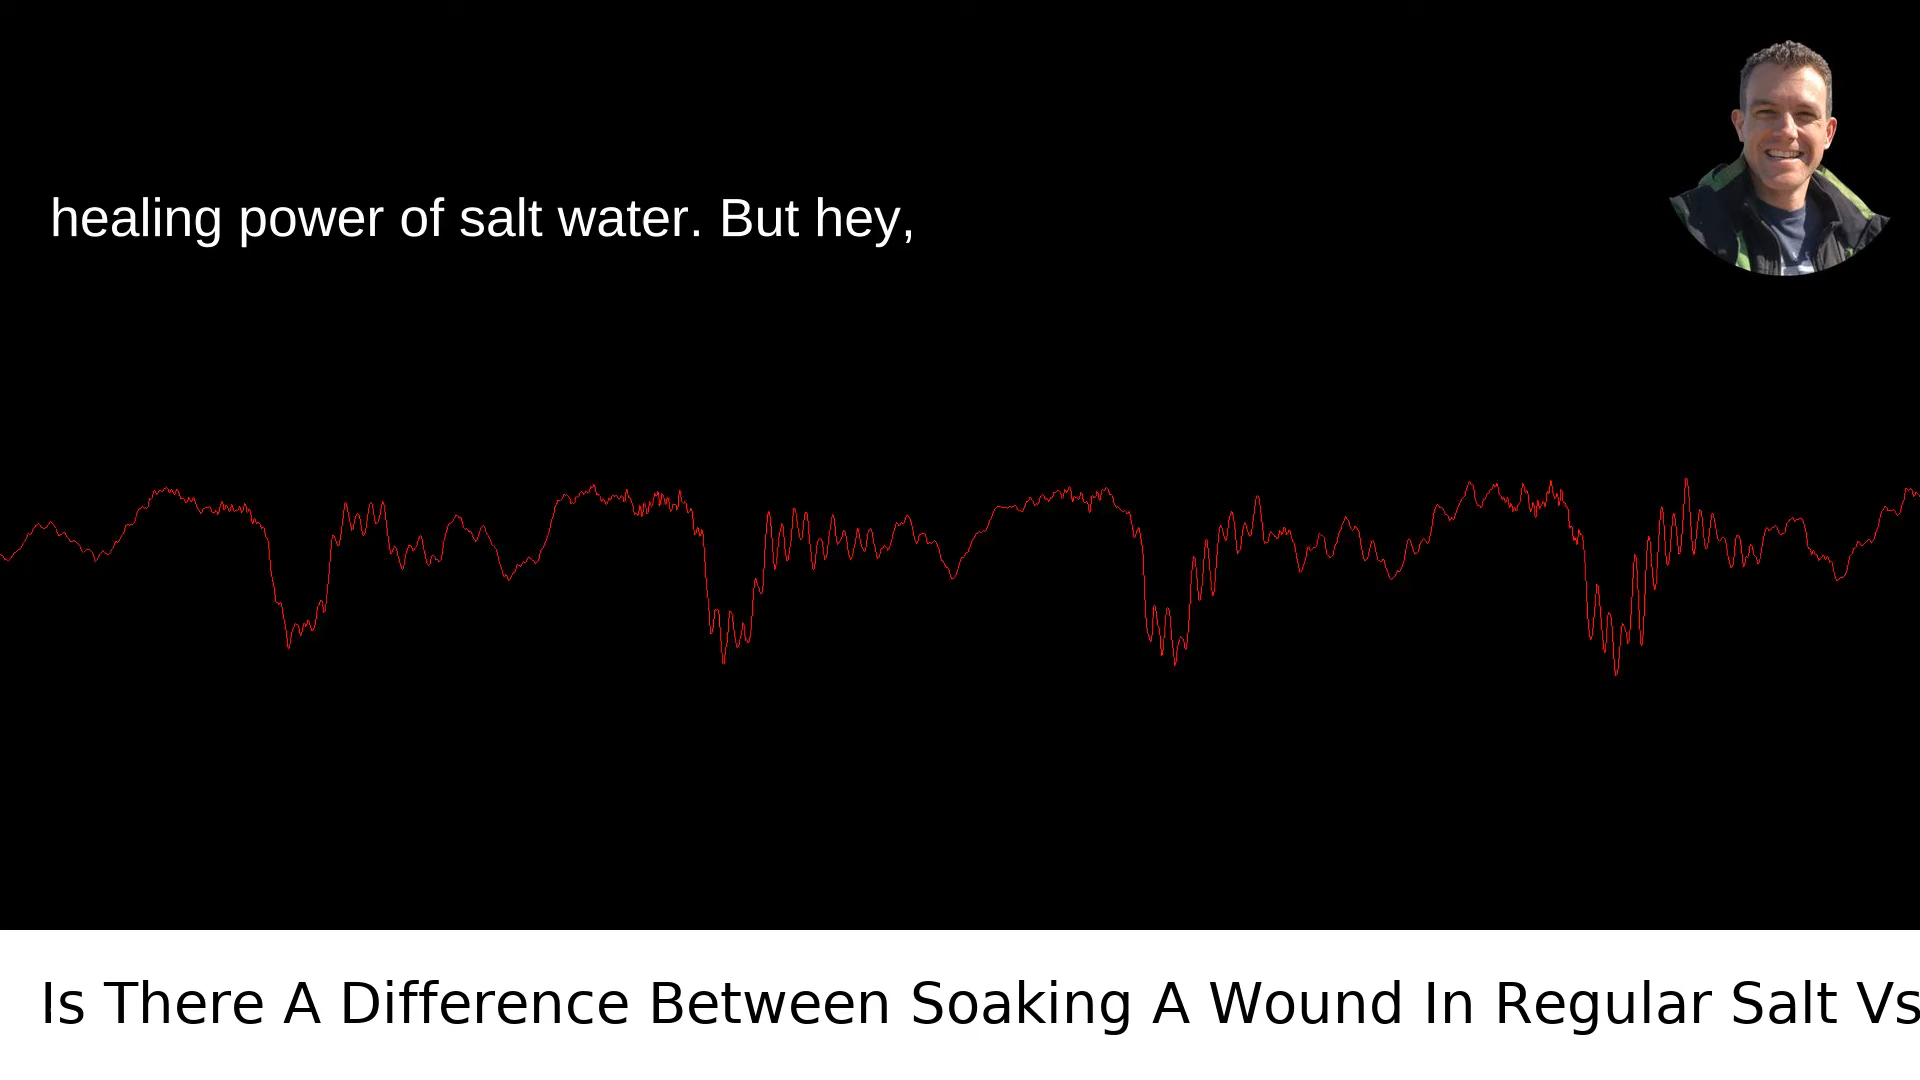 healing power of salt water. But hey,
Is There A Difference Between Soaking A Wound In Regular Salt Vs